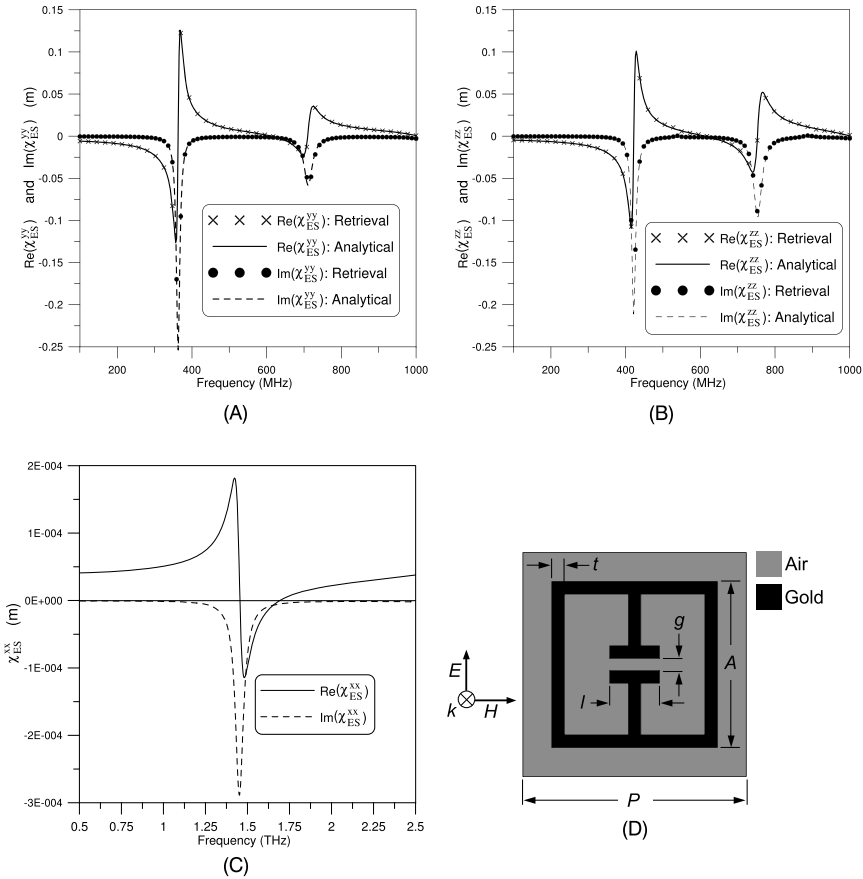 0.15
0.1
0.05
0
-0.05
-0.1
-0.15
-0.2
-0.25
200 400 600 800 1000
Frequency (MHz)
Re(χ_ES^yy) and Im(χ_ES^yy) (m)
× × × Re(χ_ES^yy): Retrieval
Re(χ_ES^yy): Analytical
Im(χ_ES^yy): Retrieval
Im(χ_ES^yy): Analytical
(A)
0.15
0.1
0.05
0
-0.05
-0.1
-0.15
-0.2
-0.25
200 400 600 800 1000
Frequency (MHz)
Re(χ_ES^zz) and Im(χ_ES^zz) (m)
× × × Re(χ_ES^zz): Retrieval
Re(χ_ES^zz): Analytical
Im(χ_ES^zz): Retrieval
Im(χ_ES^zz): Analytical
(B)
2E-004
1E-004
0E+000
-1E-004
-2E-004
-3E-004
0.5 0.75 1 1.25 1.5 1.75 2 2.25 2.5
Frequency (THz)
χ_ES^xx (m)
Re(χ_ES^xx)
Im(χ_ES^xx)
(C)
t
g
A
l
P
E
k
H
Air
Gold
(D)